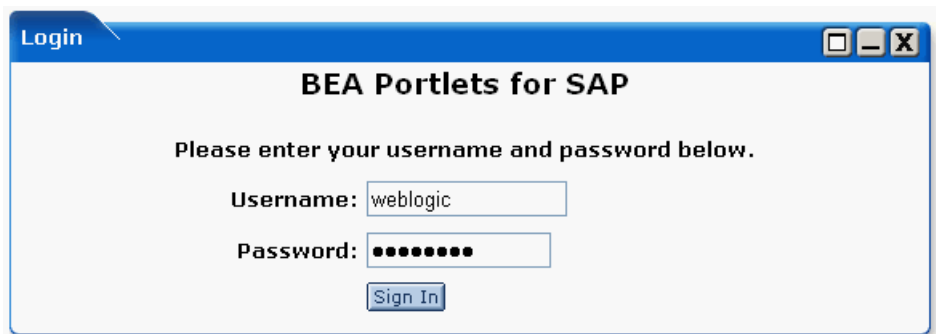 Login
BEA Portlets for SAP
Please enter your username and password below.
Username: weblogic
Password: ••••••••
Sign In